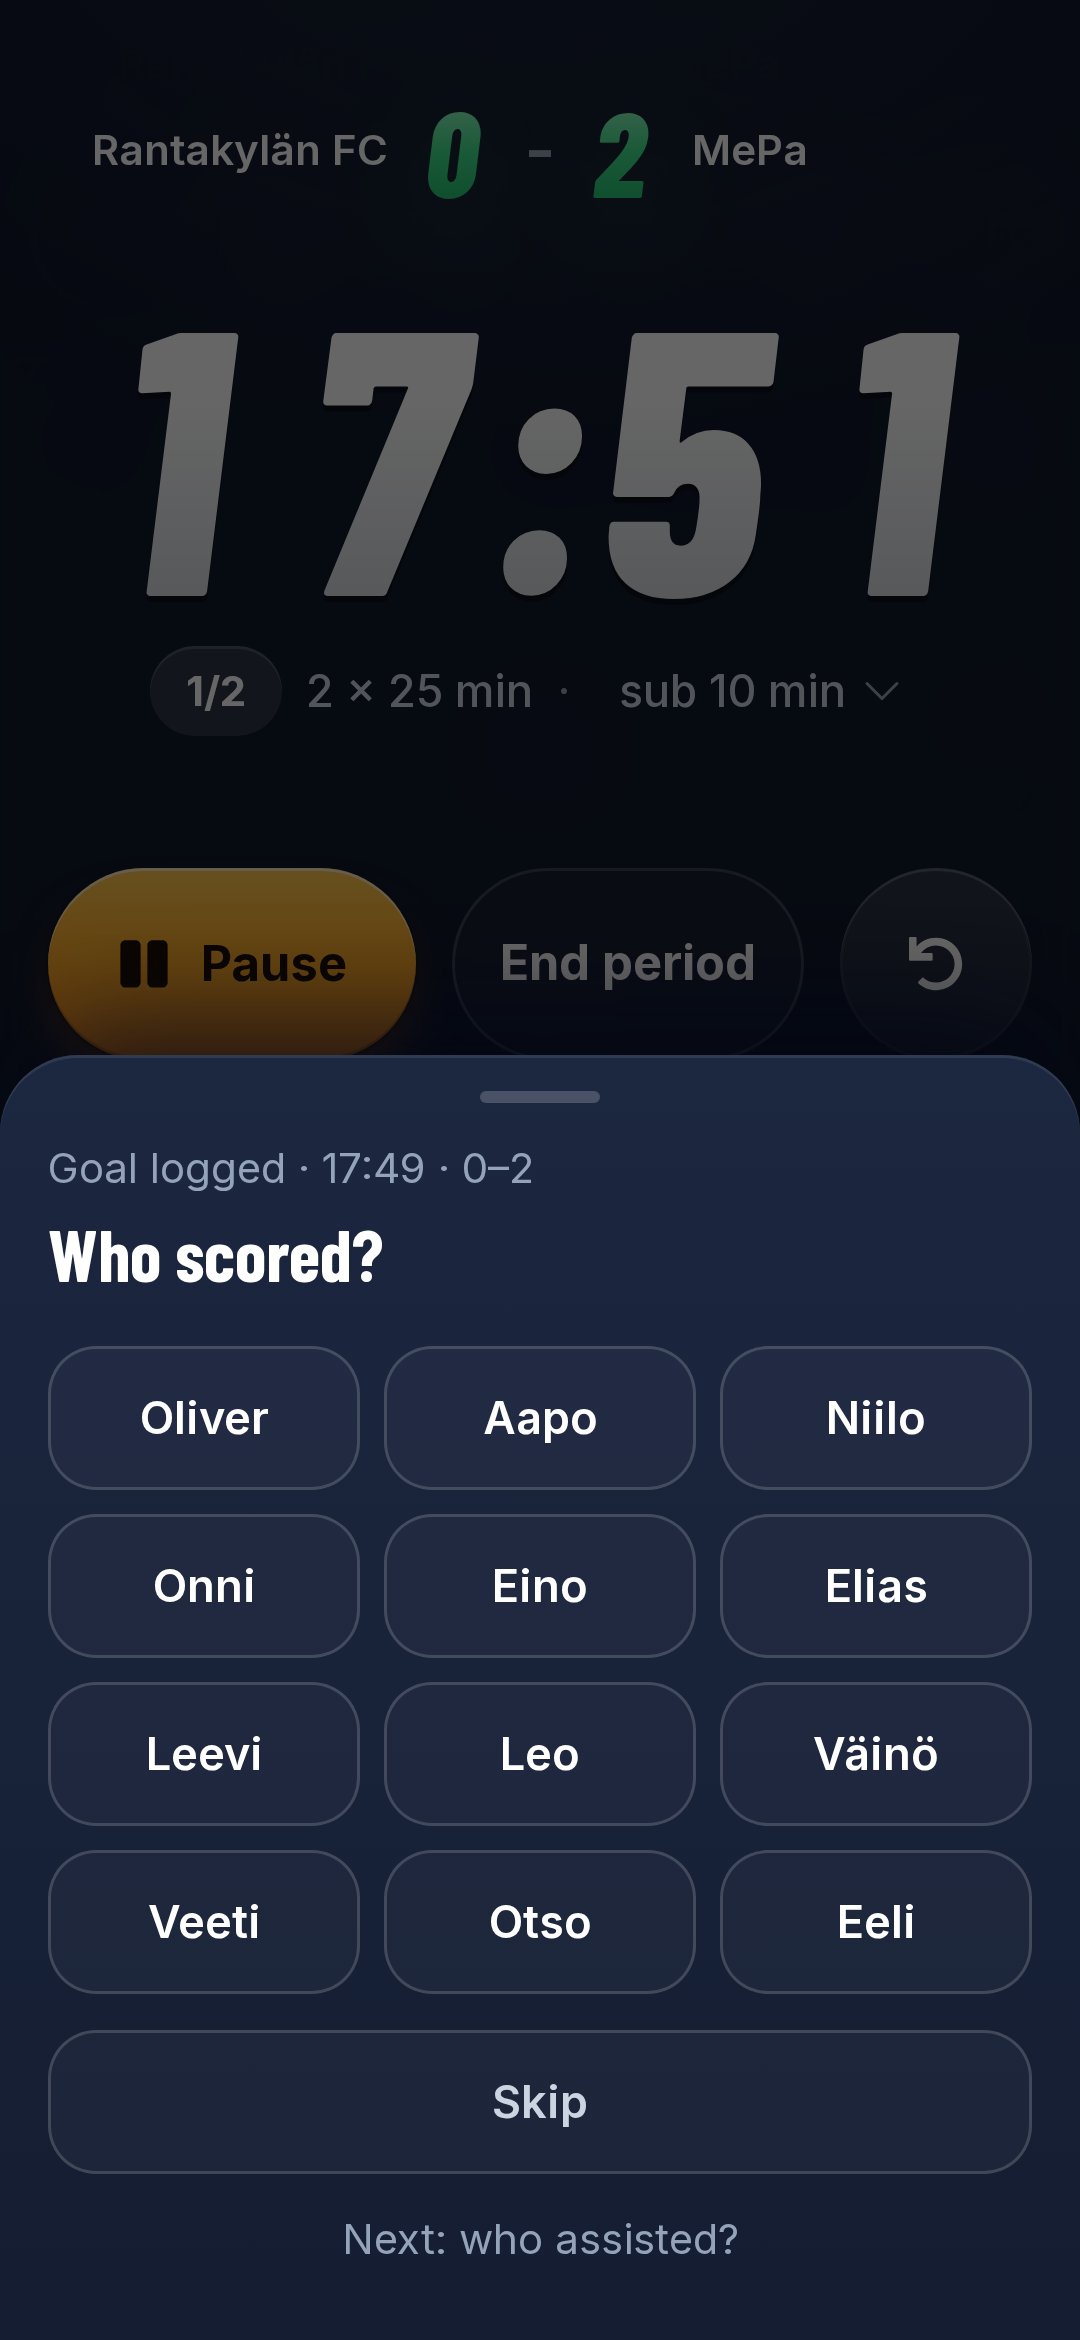 Rantakylän FC 0 - 2 MePa
17:51
1/2 2 × 25 min · sub 10 min
Pause End period
Goal logged · 17:49 · 0–2
Who scored?
Oliver Aapo Niilo
Onni Eino Elias
Leevi Leo Väinö
Veeti Otso Eeli
Skip
Next: who assisted?